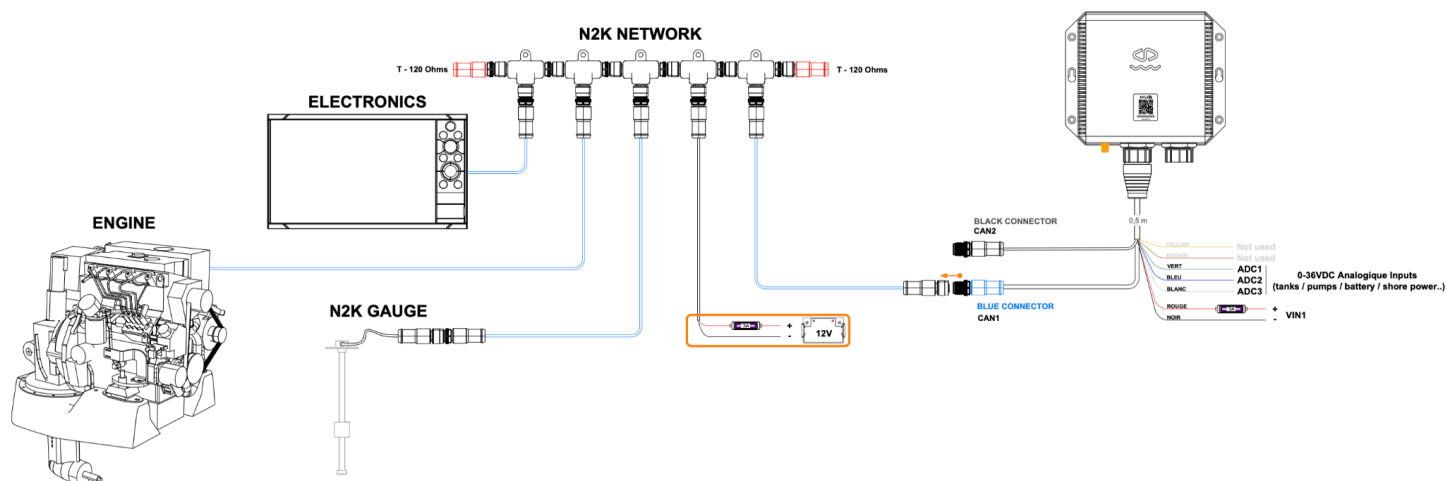 N2K NETWORK
T - 120 Ohms
T - 120 Ohms
ELECTRONICS
HUB
ENGINE
BLACK CONNECTOR
CAN2
0,5 m
YELLOW
Not used
BROWN
Not used
VERT
ADC1
BLEU
ADC2
BLANC
ADC3
0-36VDC Analogique Inputs
(tanks / pumps / battery / shore power..)
N2K GAUGE
BLUE CONNECTOR
CAN1
ROUGE
+
NOIR
-
VIN1
+
-
12V